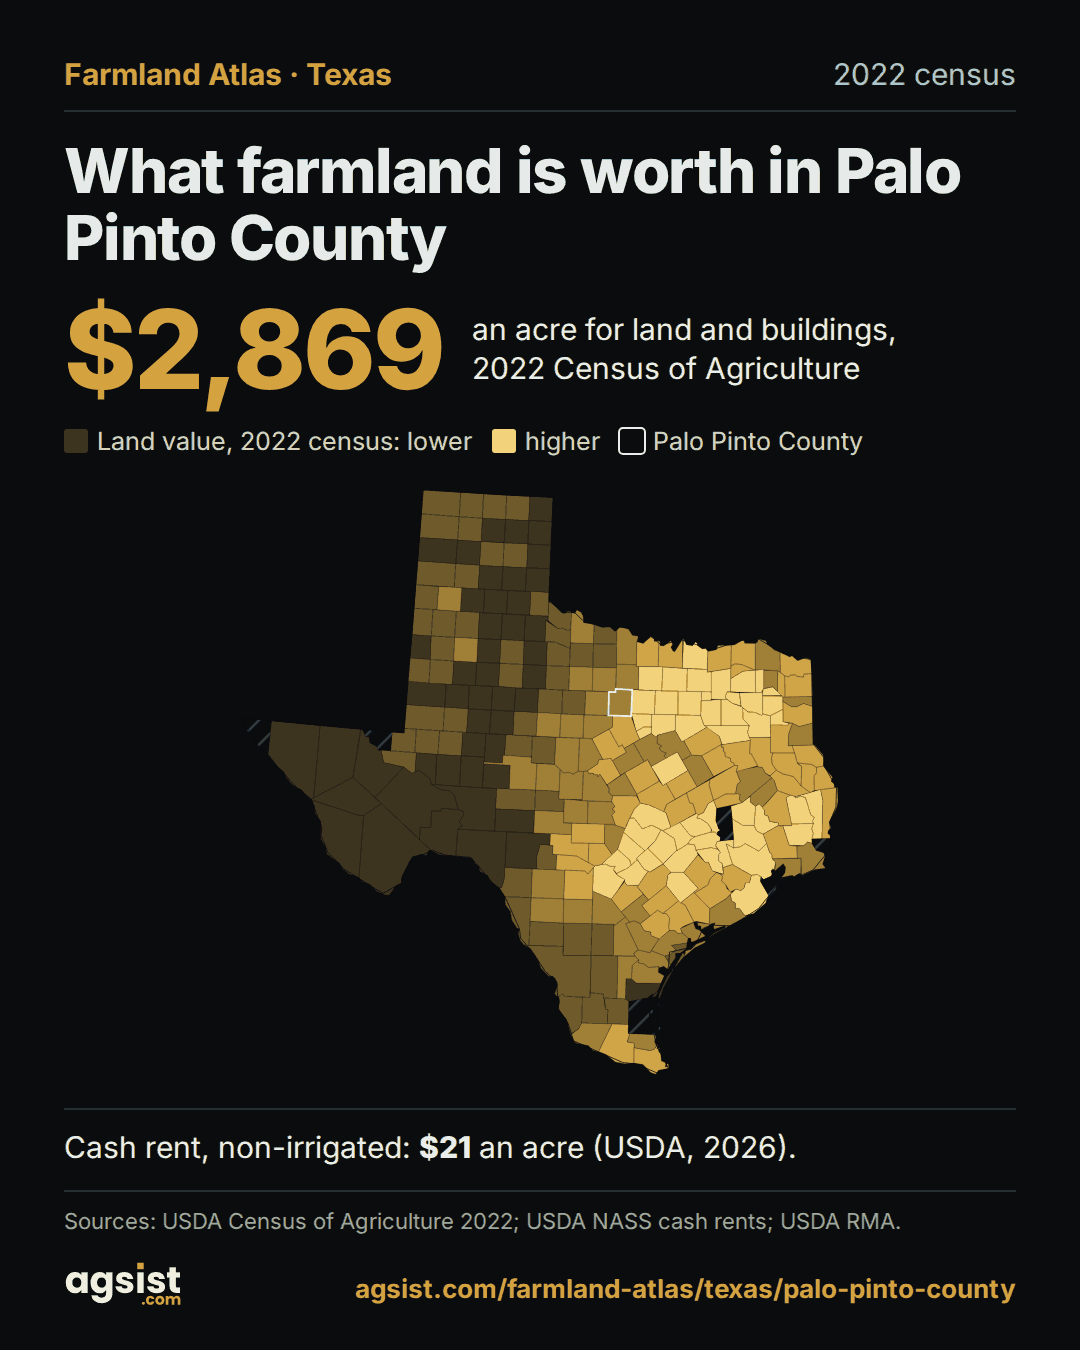 Farmland Atlas · Texas
2022 census
What farmland is worth in Palo
Pinto County
$2,869
an acre for land and buildings,
2022 Census of Agriculture
Land value, 2022 census: lower
higher
Palo Pinto County
Cash rent, non-irrigated: $21 an acre (USDA, 2026).
Sources: USDA Census of Agriculture 2022; USDA NASS cash rents; USDA RMA.
agsist
.com
agsist.com/farmland-atlas/texas/palo-pinto-county